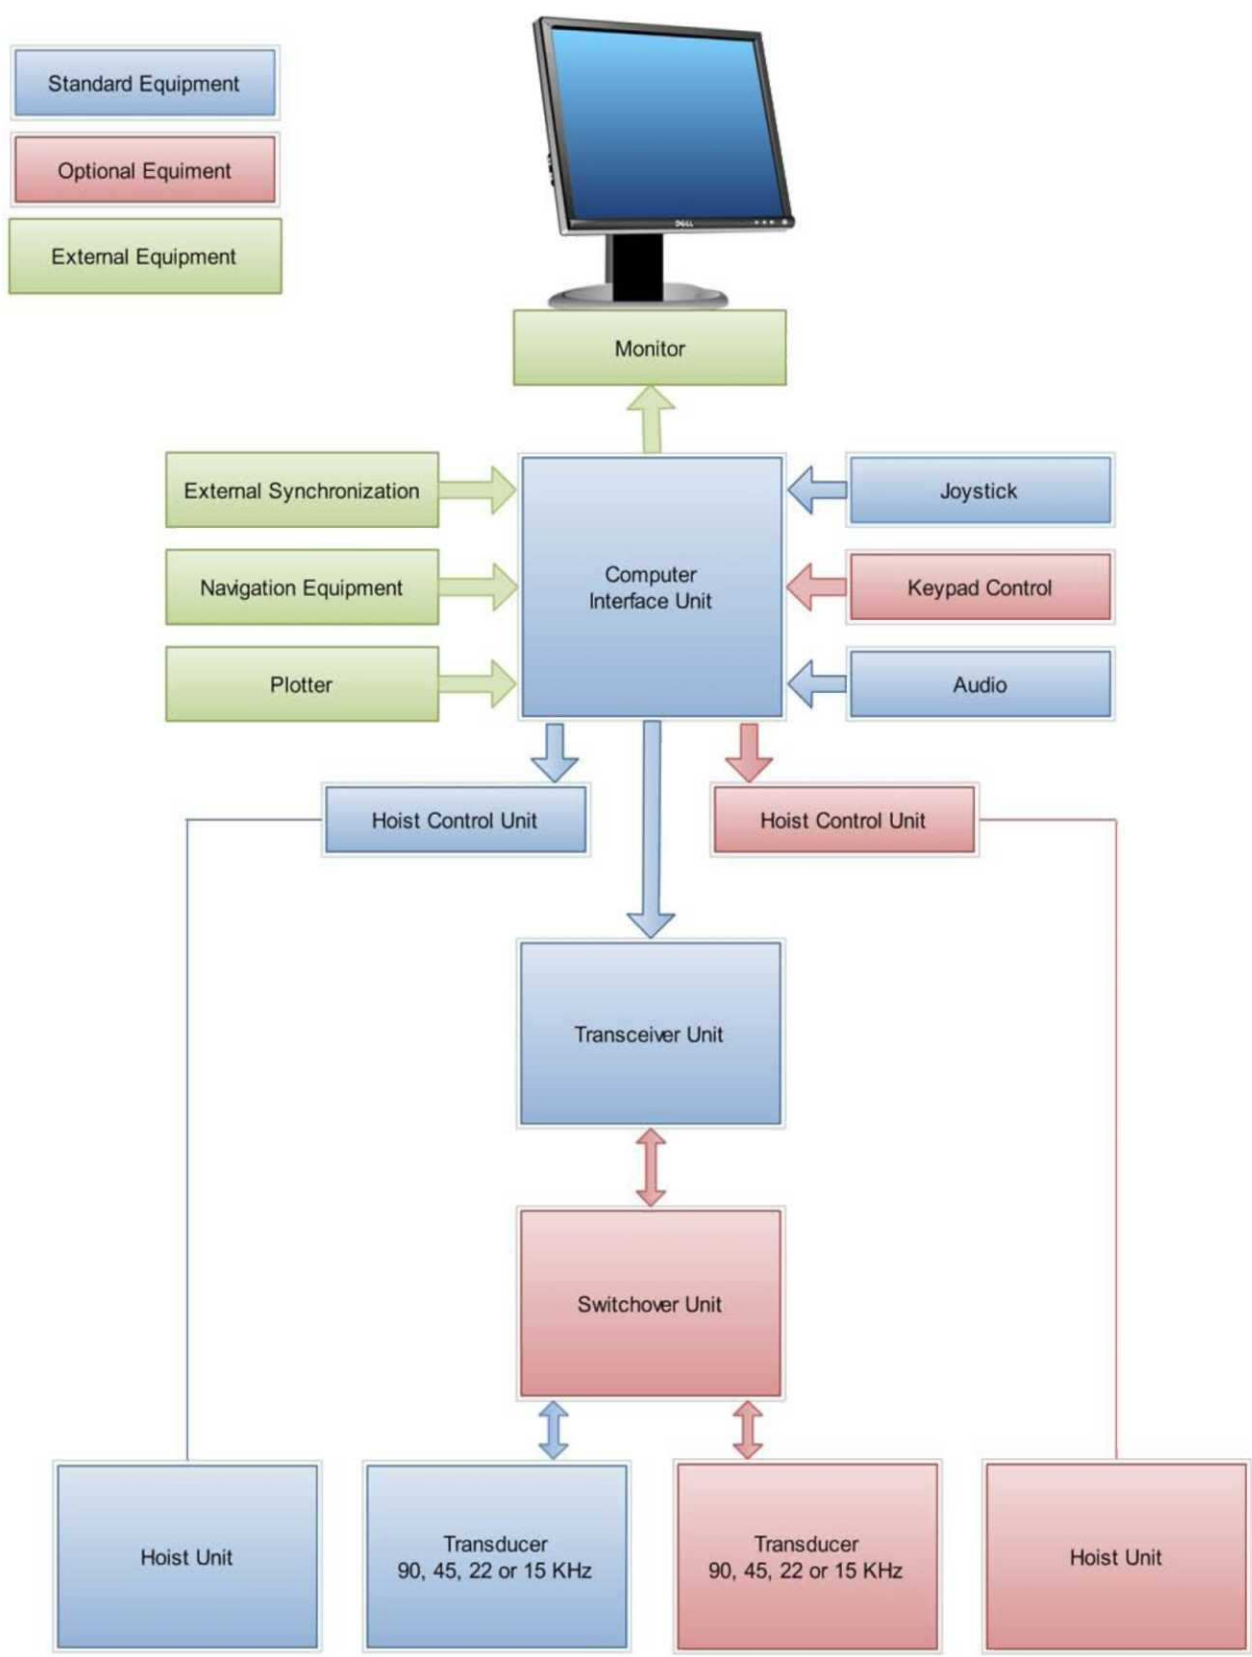 Standard Equipment
Optional Equiment
External Equipment
DELL
Monitor
External Synchronization
Navigation Equipment
Plotter
Computer
Interface Unit
Joystick
Keypad Control
Audio
Hoist Control Unit
Hoist Control Unit
Transceiver Unit
Switchover Unit
Hoist Unit
Transducer
90, 45, 22 or 15 KHz
Transducer
90, 45, 22 or 15 KHz
Hoist Unit